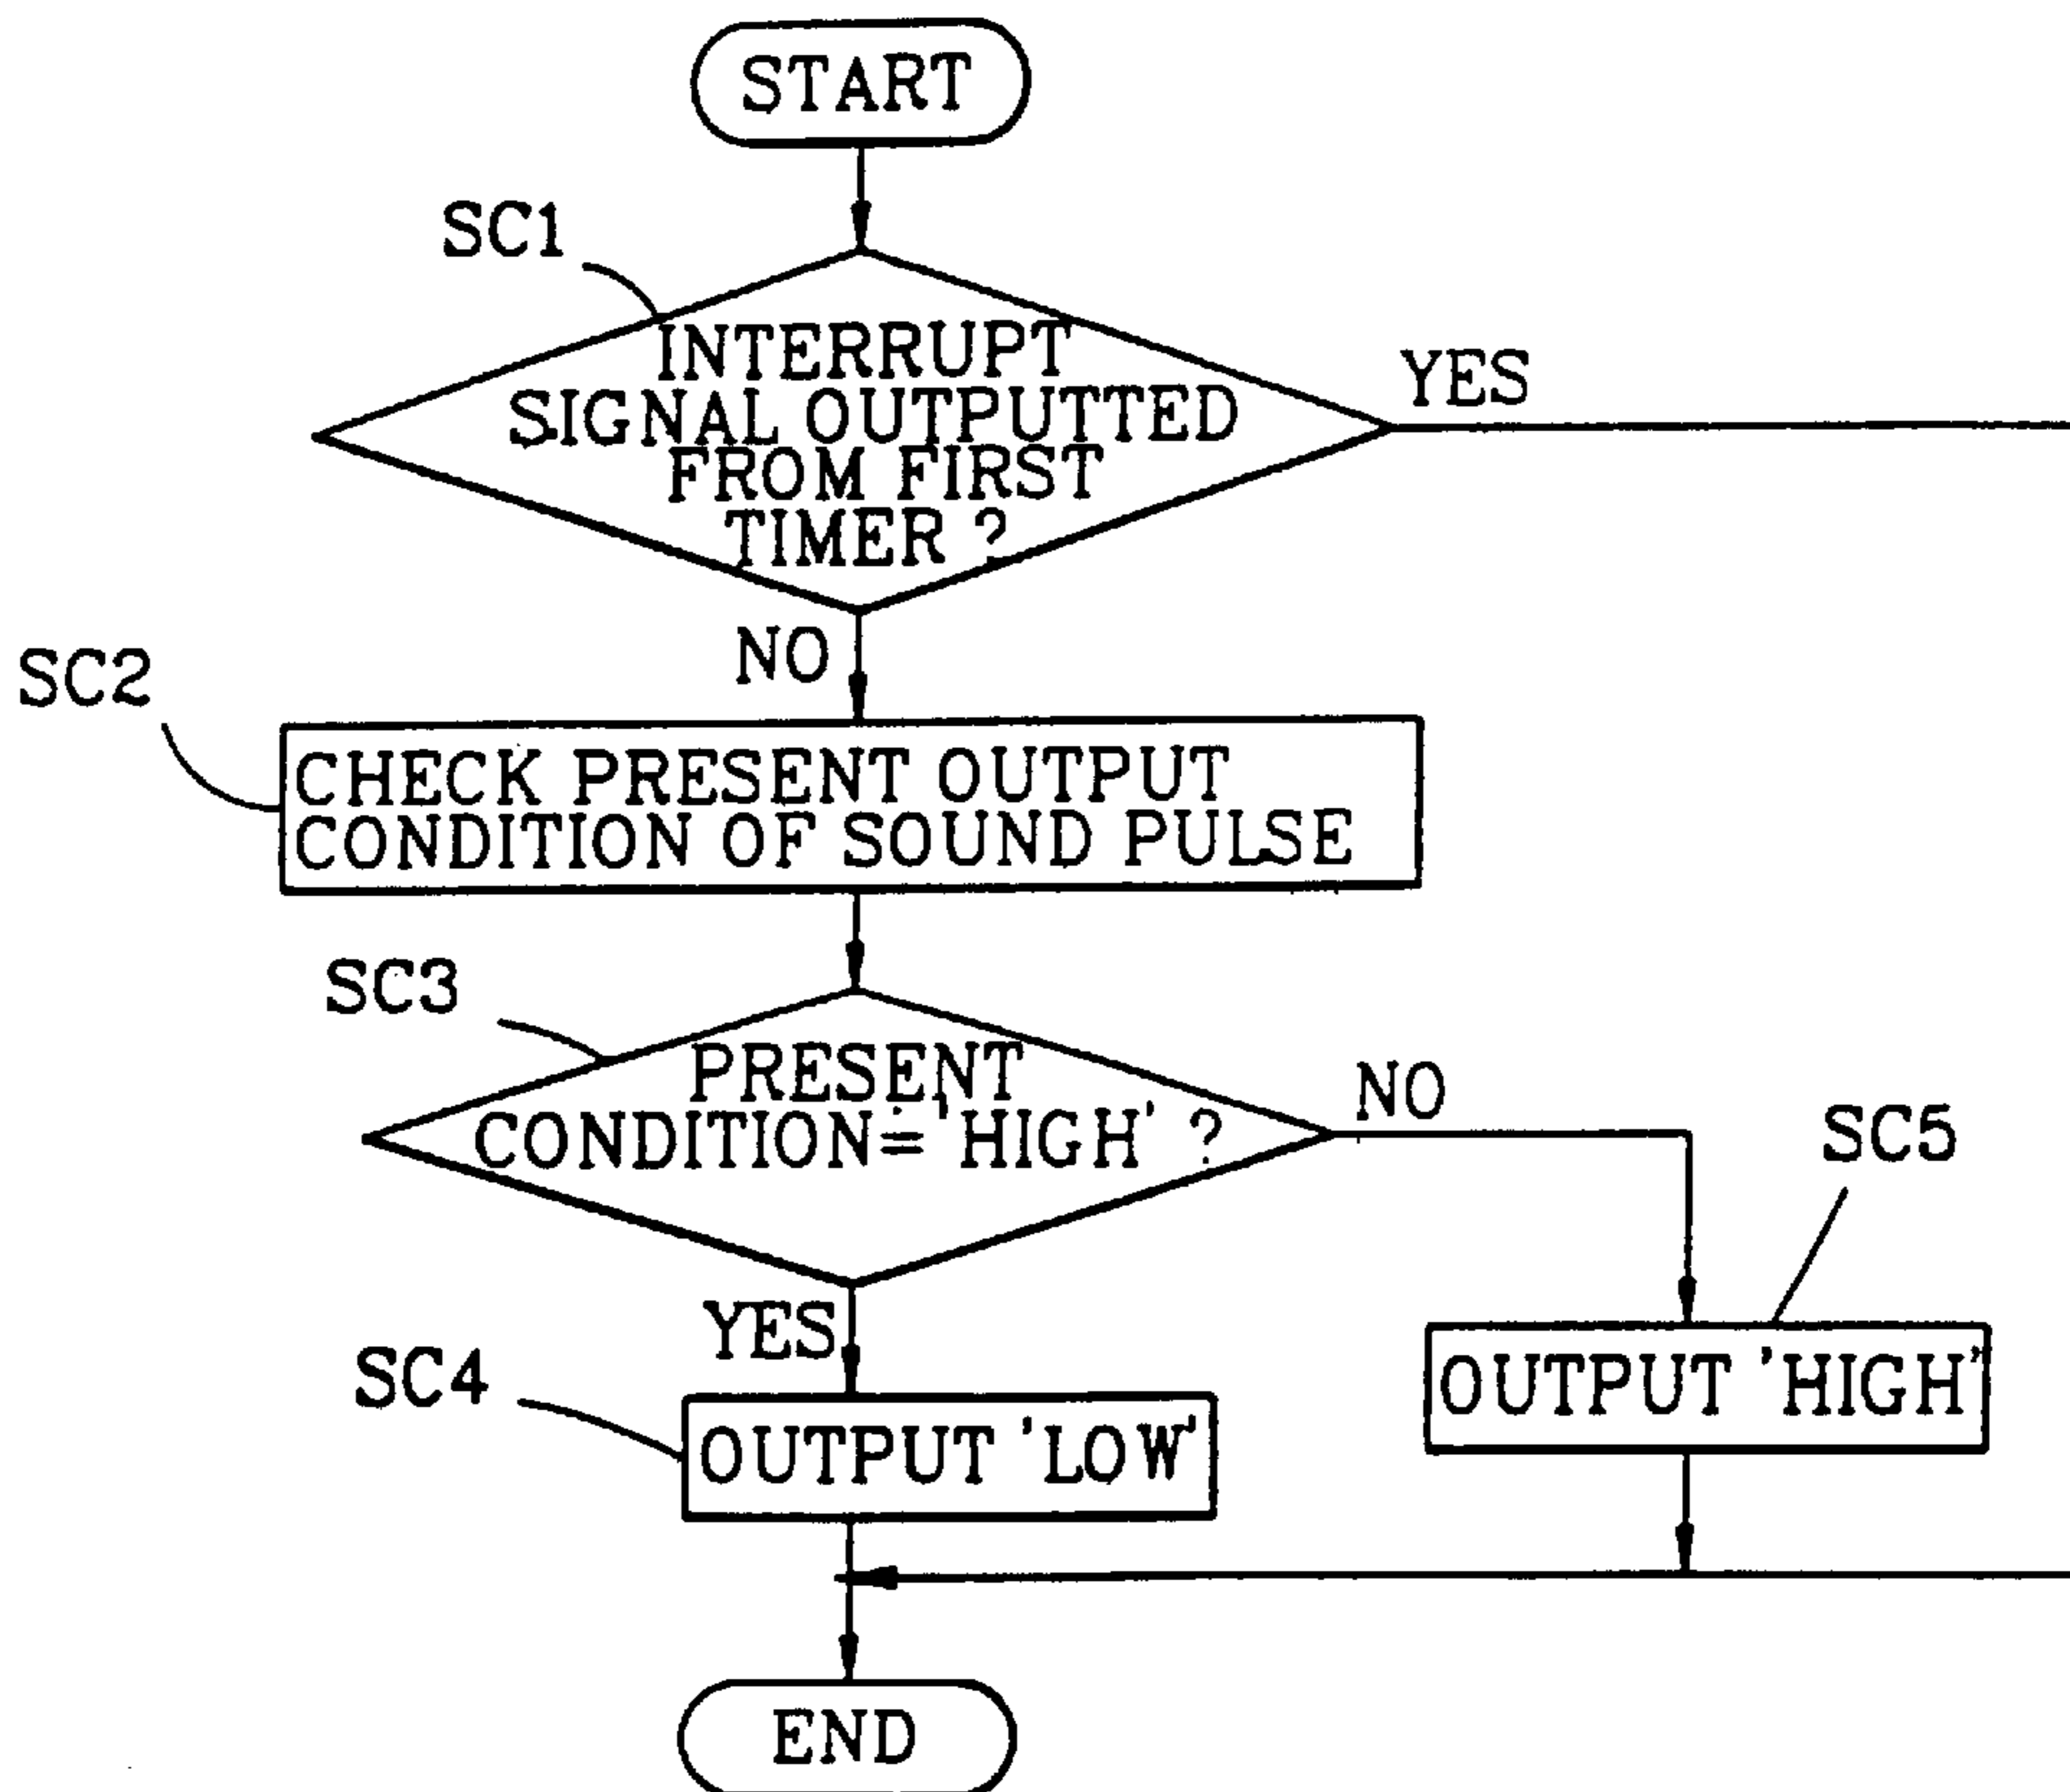 START
SC1
INTERRUPT
SIGNAL OUTPUTTED
FROM FIRST
TIMER ?
YES
NO
SC2
CHECK PRESENT OUTPUT
CONDITION OF SOUND PULSE
SC3
PRESENT
CONDITION='HIGH' ?
NO
SC5
YES
SC4
OUTPUT 'HIGH'
OUTPUT 'LOW'
END